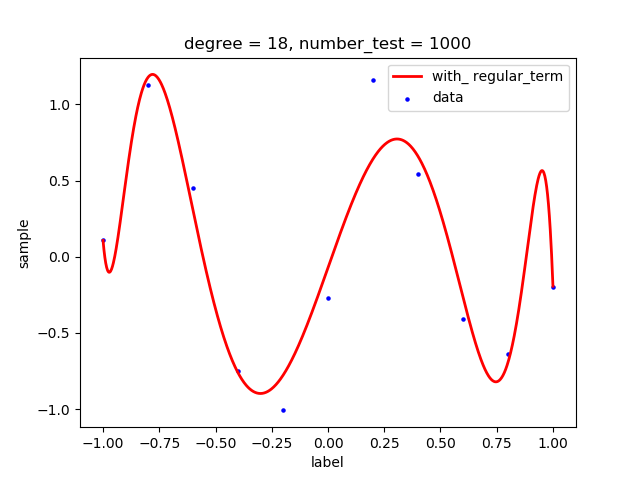 degree = 18, number_test = 1000
with_ regular_term
data
sample
1.0
0.5
0.0
−0.5
−1.0
−1.00 −0.75 −0.50 −0.25 0.00 0.25 0.50 0.75 1.00
label